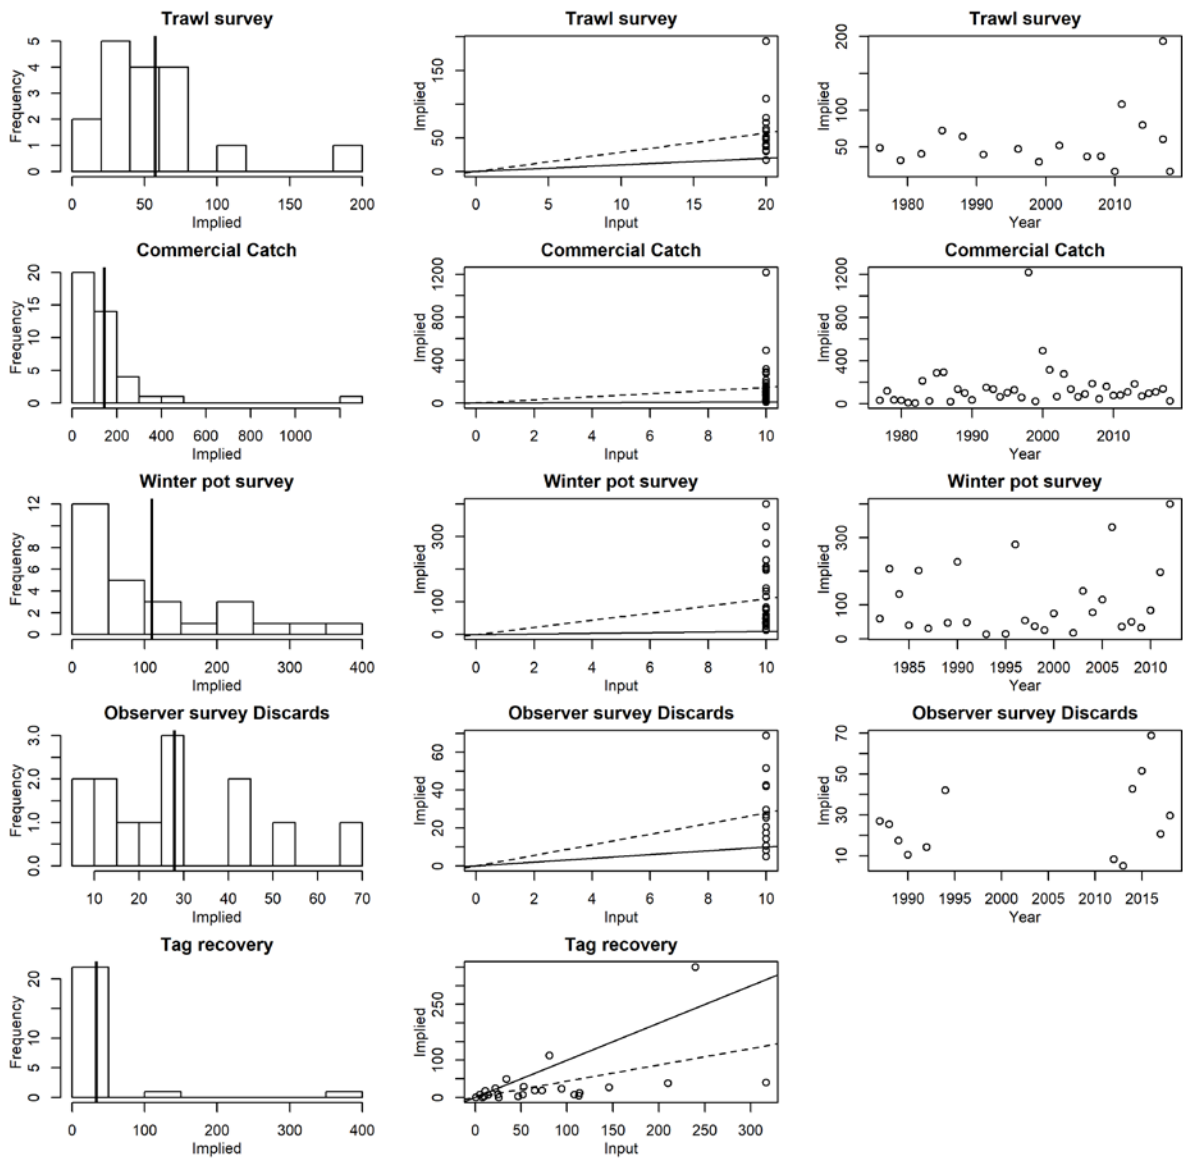 Trawl survey
Frequency
0 1 2 3 4 5
0 50 100 150 200
Implied
Trawl survey
Implied
0 50 150
0 5 10 15 20
Input
Trawl survey
Implied
50 100 200
1980 1990 2000 2010
Year
Commercial Catch
Frequency
0 5 10 15 20
0 200 400 600 800 1000
Implied
Commercial Catch
Implied
0 400 800 1200
0 2 4 6 8 10
Input
Commercial Catch
Implied
0 400 800 1200
1980 1990 2000 2010
Year
Winter pot survey
Frequency
0 2 4 6 8 12
0 100 200 300 400
Implied
Winter pot survey
Implied
0 100 300
0 2 4 6 8 10
Input
Winter pot survey
Implied
0 100 300
1985 1990 1995 2000 2005 2010
Year
Observer survey Discards
Frequency
0.0 1.0 2.0 3.0
10 20 30 40 50 60 70
Implied
Observer survey Discards
Implied
0 20 40 60
0 2 4 6 8 10
Input
Observer survey Discards
Implied
10 30 50 70
1990 1995 2000 2005 2010 2015
Year
Tag recovery
Frequency
0 5 10 20
0 100 200 300 400
Implied
Tag recovery
Implied
0 100 250
0 50 100 150 200 250 300
Input